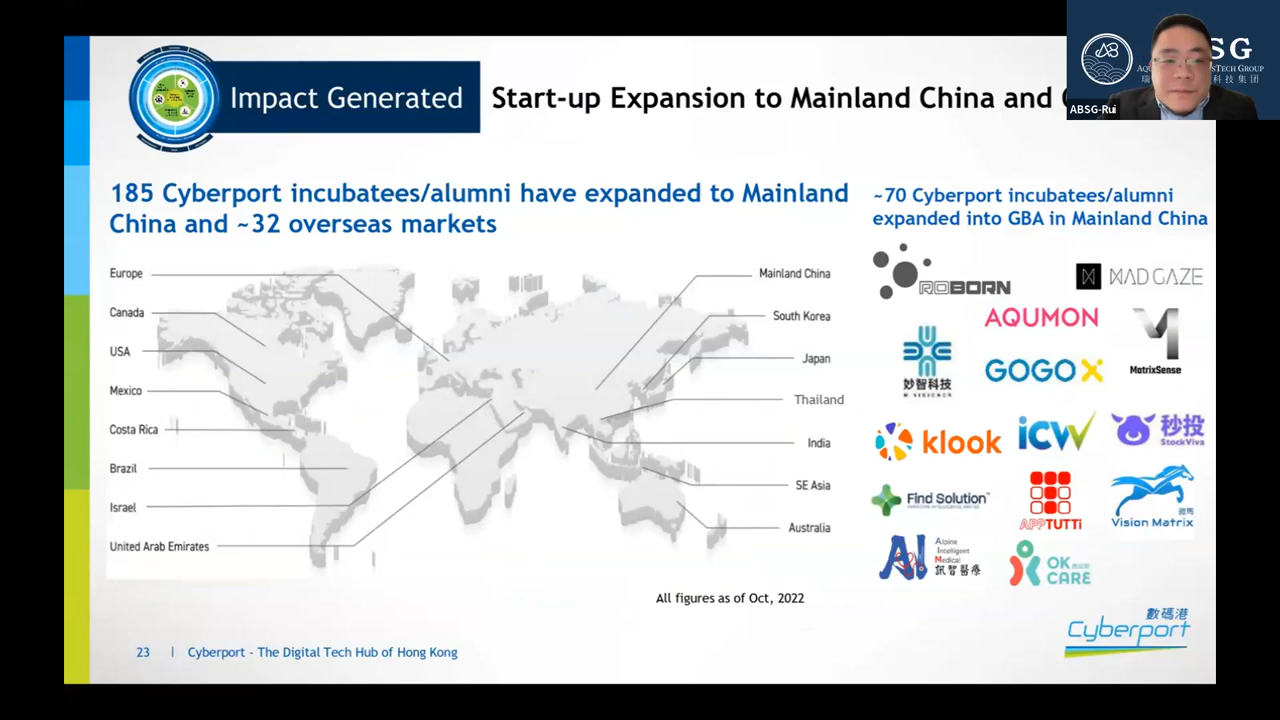 Impact Generated
Start-up Expansion to Mainland China and
SG
TECH GROUP
科技集团
ABSG-Rui
185 Cyberport incubatees/alumni have expanded to Mainland
China and ~32 overseas markets
~70 Cyberport incubatees/alumni
expanded into GBA in Mainland China
Europe
Canada
USA
Mexico
Costa Rica
Brazil
Israel
United Arab Emirates
Mainland China
South Korea
Japan
Thailand
India
SE Asia
Australia
ROBORN
MAD GAZE
AQUMON
妙智科技
GOGOX
MatrixSense
klook
icw
秒投
StockViva
Find Solution
APPTUTTi
微馬
Vision Matrix
AI
Alpine
Intelligent
Medical
OK
CARE
All figures as of Oct, 2022
數碼港
Cyberport
23 | Cyberport - The Digital Tech Hub of Hong Kong